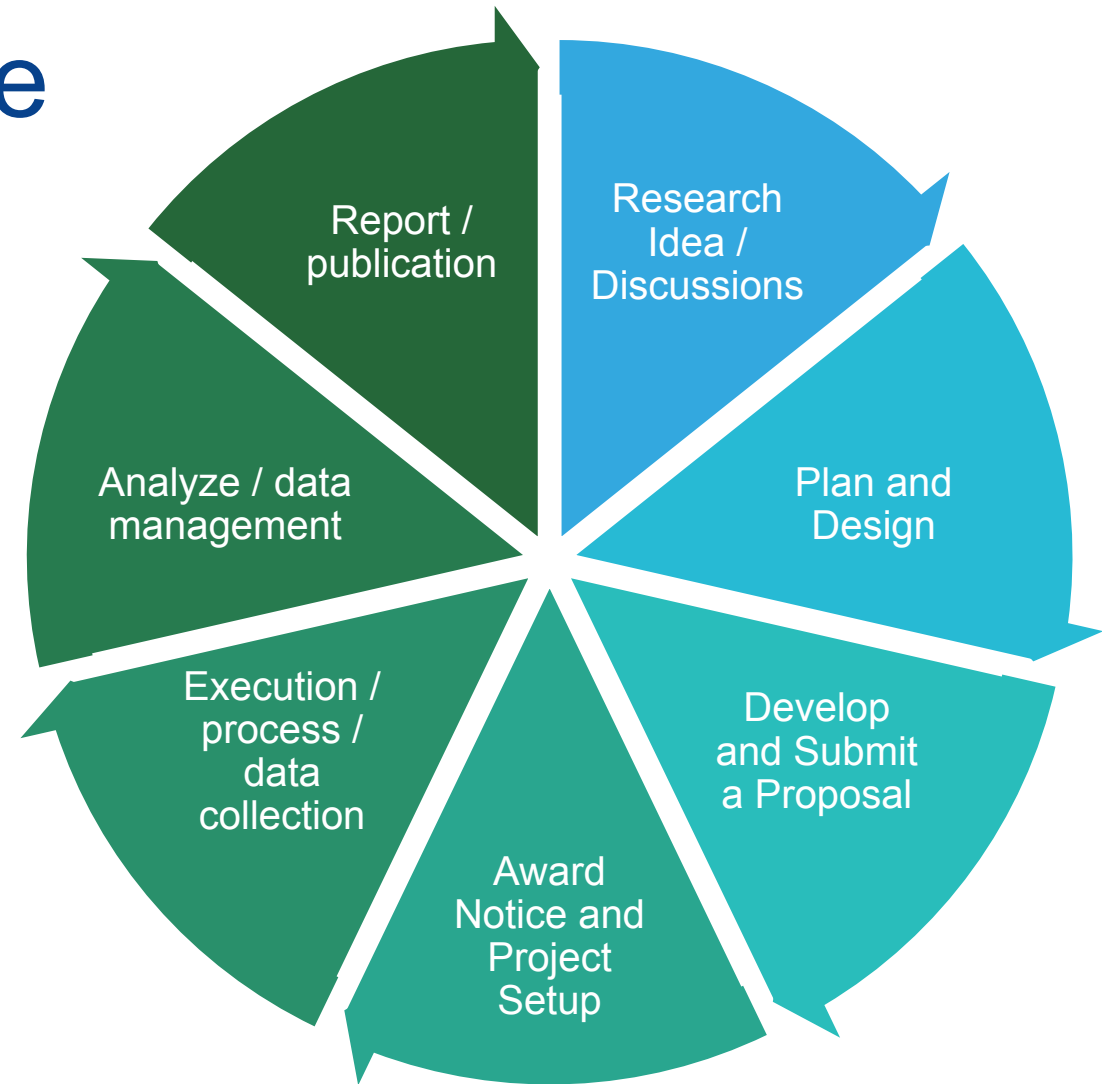 e
Research
Idea /
Discussions
Plan and
Design
Develop
and Submit
a Proposal
Award
Notice and
Project
Setup
Execution /
process /
data
collection
Analyze / data
management
Report /
publication